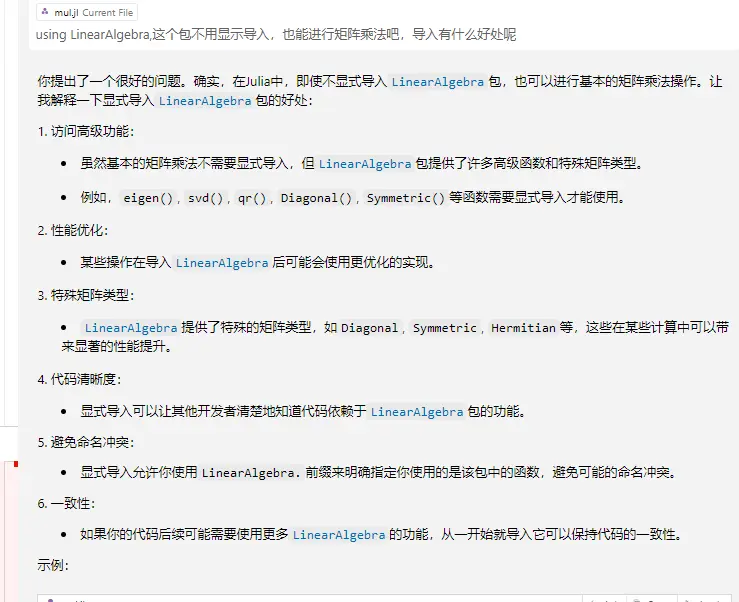 mul.jl Current File
using LinearAlgebra,这个包不用显示导入，也能进行矩阵乘法吧，导入有什么好处呢
你提出了一个很好的问题。确实，在Julia中，即使不显式导入 LinearAlgebra 包，也可以进行基本的矩阵乘法操作。让
我解释一下显式导入 LinearAlgebra 包的好处：
1. 访问高级功能：
• 虽然基本的矩阵乘法不需要显式导入，但 LinearAlgebra 包提供了许多高级函数和特殊矩阵类型。
• 例如， eigen() , svd() , qr() , Diagonal() , Symmetric() 等函数需要显式导入才能使用。
2. 性能优化：
• 某些操作在导入 LinearAlgebra 后可能会使用更优化的实现。
3. 特殊矩阵类型：
• LinearAlgebra 提供了特殊的矩阵类型，如 Diagonal , Symmetric , Hermitian 等，这些在某些计算中可以带
来显著的性能提升。
4. 代码清晰度：
• 显式导入可以让其他开发者清楚地知道代码依赖于 LinearAlgebra 包的功能。
5. 避免命名冲突：
• 显式导入允许你使用 LinearAlgebra. 前缀来明确指定你使用的是该包中的函数，避免可能的命名冲突。
6. 一致性：
• 如果你的代码后续可能需要使用更多 LinearAlgebra 的功能，从一开始就导入它可以保持代码的一致性。
示例：